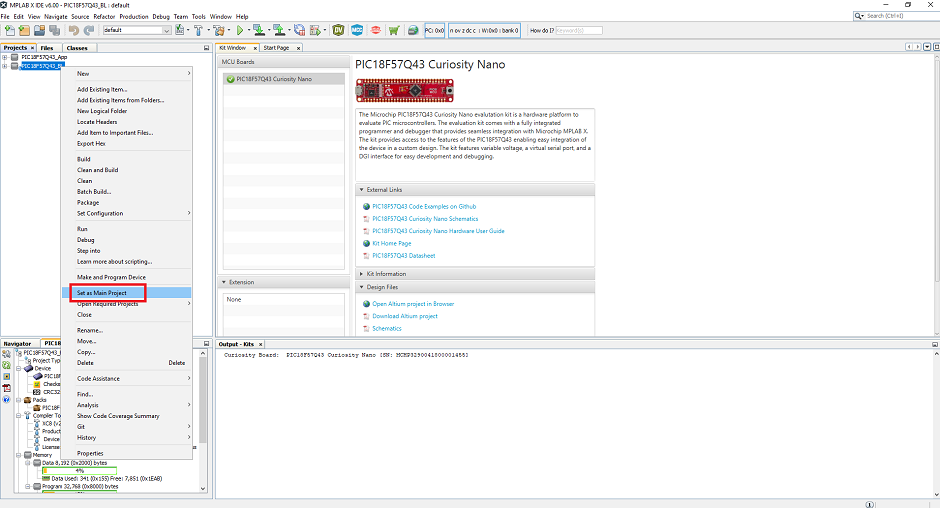 MPLAB X IDE v6.00 - PIC18F57Q43_BL : default
File Edit View Navigate Source Refactor Production Debug Team Tools Window Help
Search (Ctrl+I)
default
PC: 0x0
How do I?
Keyword(s)
Projects
Files
Classes
PIC18F57Q43_App
PIC18F57Q43_BL
New
Add Existing Item...
Add Existing Items from Folders...
New Logical Folder
Locate Headers
Add Item to Important Files...
Export Hex
Build
Clean and Build
Clean
Batch Build...
Package
Set Configuration
Run
Debug
Step into
Learn more about scripting...
Make and Program Device
Set as Main Project
Open Required Projects
Close
Rename...
Move...
Copy...
Delete Delete
Code Assistance
Find...
Analysis
Show Code Coverage Summary
Git
History
Properties
Kit Window
Start Page
MCU Boards
PIC18F57Q43 Curiosity Nano
Extension
None
PIC18F57Q43 Curiosity Nano
The Microchip PIC18F57Q43 Curiosity Nano evalutation kit is a hardware platform to
evaluate PIC microcontrollers. The evaluation kit comes with a fully integrated
programmer and debugger that provides seamless integration with Microchip MPLAB X.
The kit provides access to the features of the PIC18F57Q43 enabling easy integration of
the device in a custom design. The kit features variable voltage, a virtual serial port, and a
DGI interface for easy development and debugging.
External Links
PIC18F57Q43 Code Examples on Github
PIC18F57Q43 Curiosity Nano Schematics
PIC18F57Q43 Curiosity Nano Hardware User Guide
Kit Home Page
PIC18F57Q43 Datasheet
Kit Information
Design Files
Open Altium project in Browser
Download Altium project
Schematics
Navigator
PIC18F57Q43_
Project Typ
Device
PIC18F
Checks
CRC32
Packs
PIC18F
Compiler To
XC8 (v2
Product
Device
License
Memory
Data 8,192 (0x2000) bytes
4%
Data Used: 341 (0x155) Free: 7,851 (0x1EAB)
Program 32,768 (0x8000) bytes
Output - Kits
Curiosity Board: PIC18F57Q43 Curiosity Nano